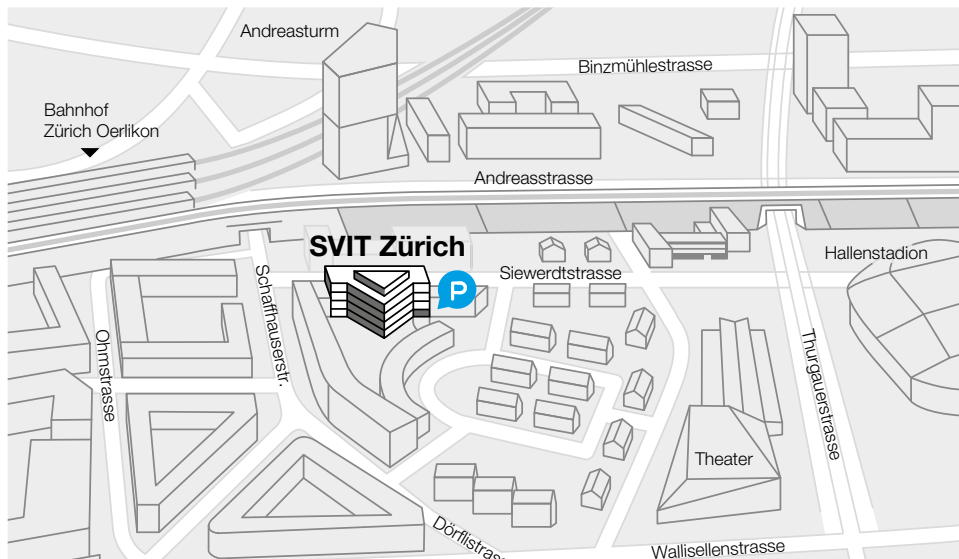 Andreasturm
Binzmühlestrasse
Bahnhof
Zürich Oerlikon
Andreasstrasse
SVIT Zürich
P
Siewerdtstrasse
Hallenstadion
Schaffhauserstr.
Ohmstrasse
Thurgauerstrasse
Theater
Dörflistrasse
Wallisellenstrasse